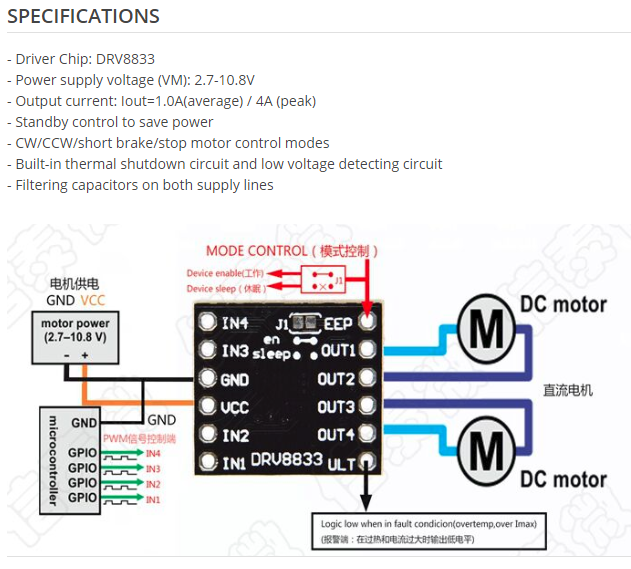 SPECIFICATIONS
- Driver Chip: DRV8833
- Power supply voltage (VM): 2.7-10.8V
- Output current: Iout=1.0A(average) / 4A (peak)
- Standby control to save power
- CW/CCW/short brake/stop motor control modes
- Built-in thermal shutdown circuit and low voltage detecting circuit
- Filtering capacitors on both supply lines
MODE CONTROL ( 模式控制 )
Device enable(工作)
Device sleep ( 休眠 )
J1
电机供电
GND VCC
motor power
(2.7–10.8 V)
- +
IN4 J1 EEP
IN3 en OUT1
sleep
GND OUT2
VCC OUT3
IN2 OUT4
IN1 DRV8833 ULT
M
DC motor
直流电机
M
DC motor
microcontroller
GND
GND
PWM信号控制端
GPIO IN4
GPIO IN3
GPIO IN2
GPIO IN1
Logic low when in fault condicion(overtemp,over Imax)
(报警端：在过热和电流过大时输出低电平)